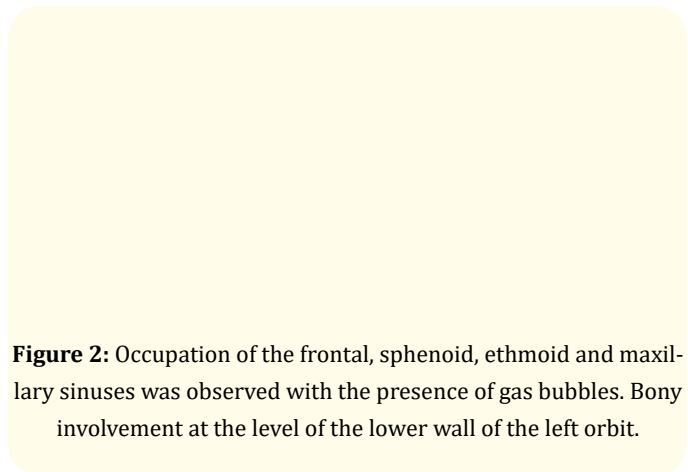 Figure 2: Occupation of the frontal, sphenoid, ethmoid and maxil-
lary sinuses was observed with the presence of gas bubbles. Bony
involvement at the level of the lower wall of the left orbit.